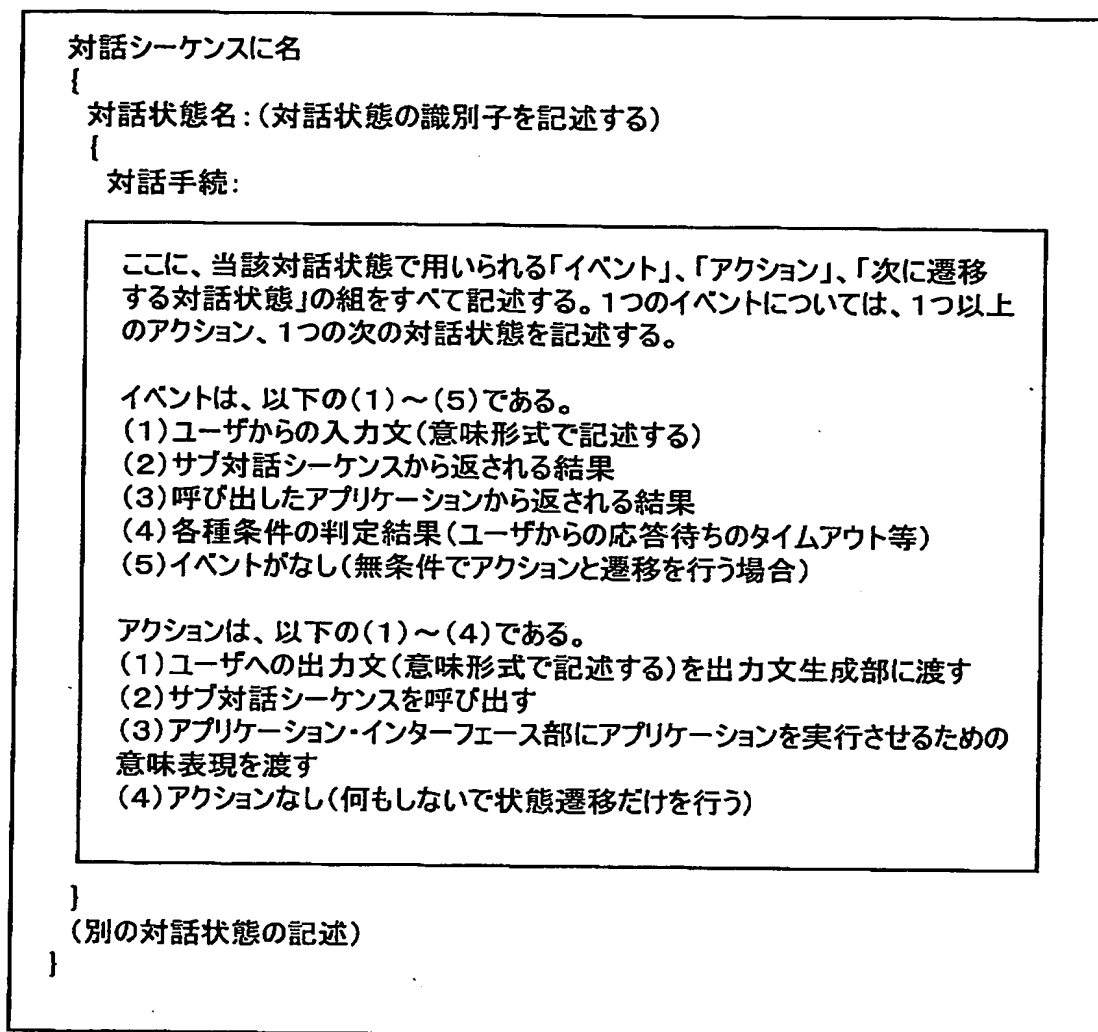 対話シーケンスに名
{
対話状態名:(対話状態の識別子を記述する)
{
対話手続:
ここに、当該対話状態で用いられる「イベント」、「アクション」、「次に遷移
する対話状態」の組をすべて記述する。1つのイベントについては、1つ以上
のアクション、1つの次の対話状態を記述する。
イベントは、以下の(1)～(5)である。
(1)ユーザからの入力文(意味形式で記述する)
(2)サブ対話シーケンスから返される結果
(3)呼び出したアプリケーションから返される結果
(4)各種条件の判定結果(ユーザからの応答待ちのタイムアウト等)
(5)イベントがなし(無条件でアクションと遷移を行う場合)
アクションは、以下の(1)～(4)である。
(1)ユーザへの出力文(意味形式で記述する)を出力文生成部に渡す
(2)サブ対話シーケンスを呼び出す
(3)アプリケーション・インターフェース部にアプリケーションを実行させるための
意味表現を渡す
(4)アクションなし(何もしないで状態遷移だけを行う)
}
(別の対話状態の記述)
}